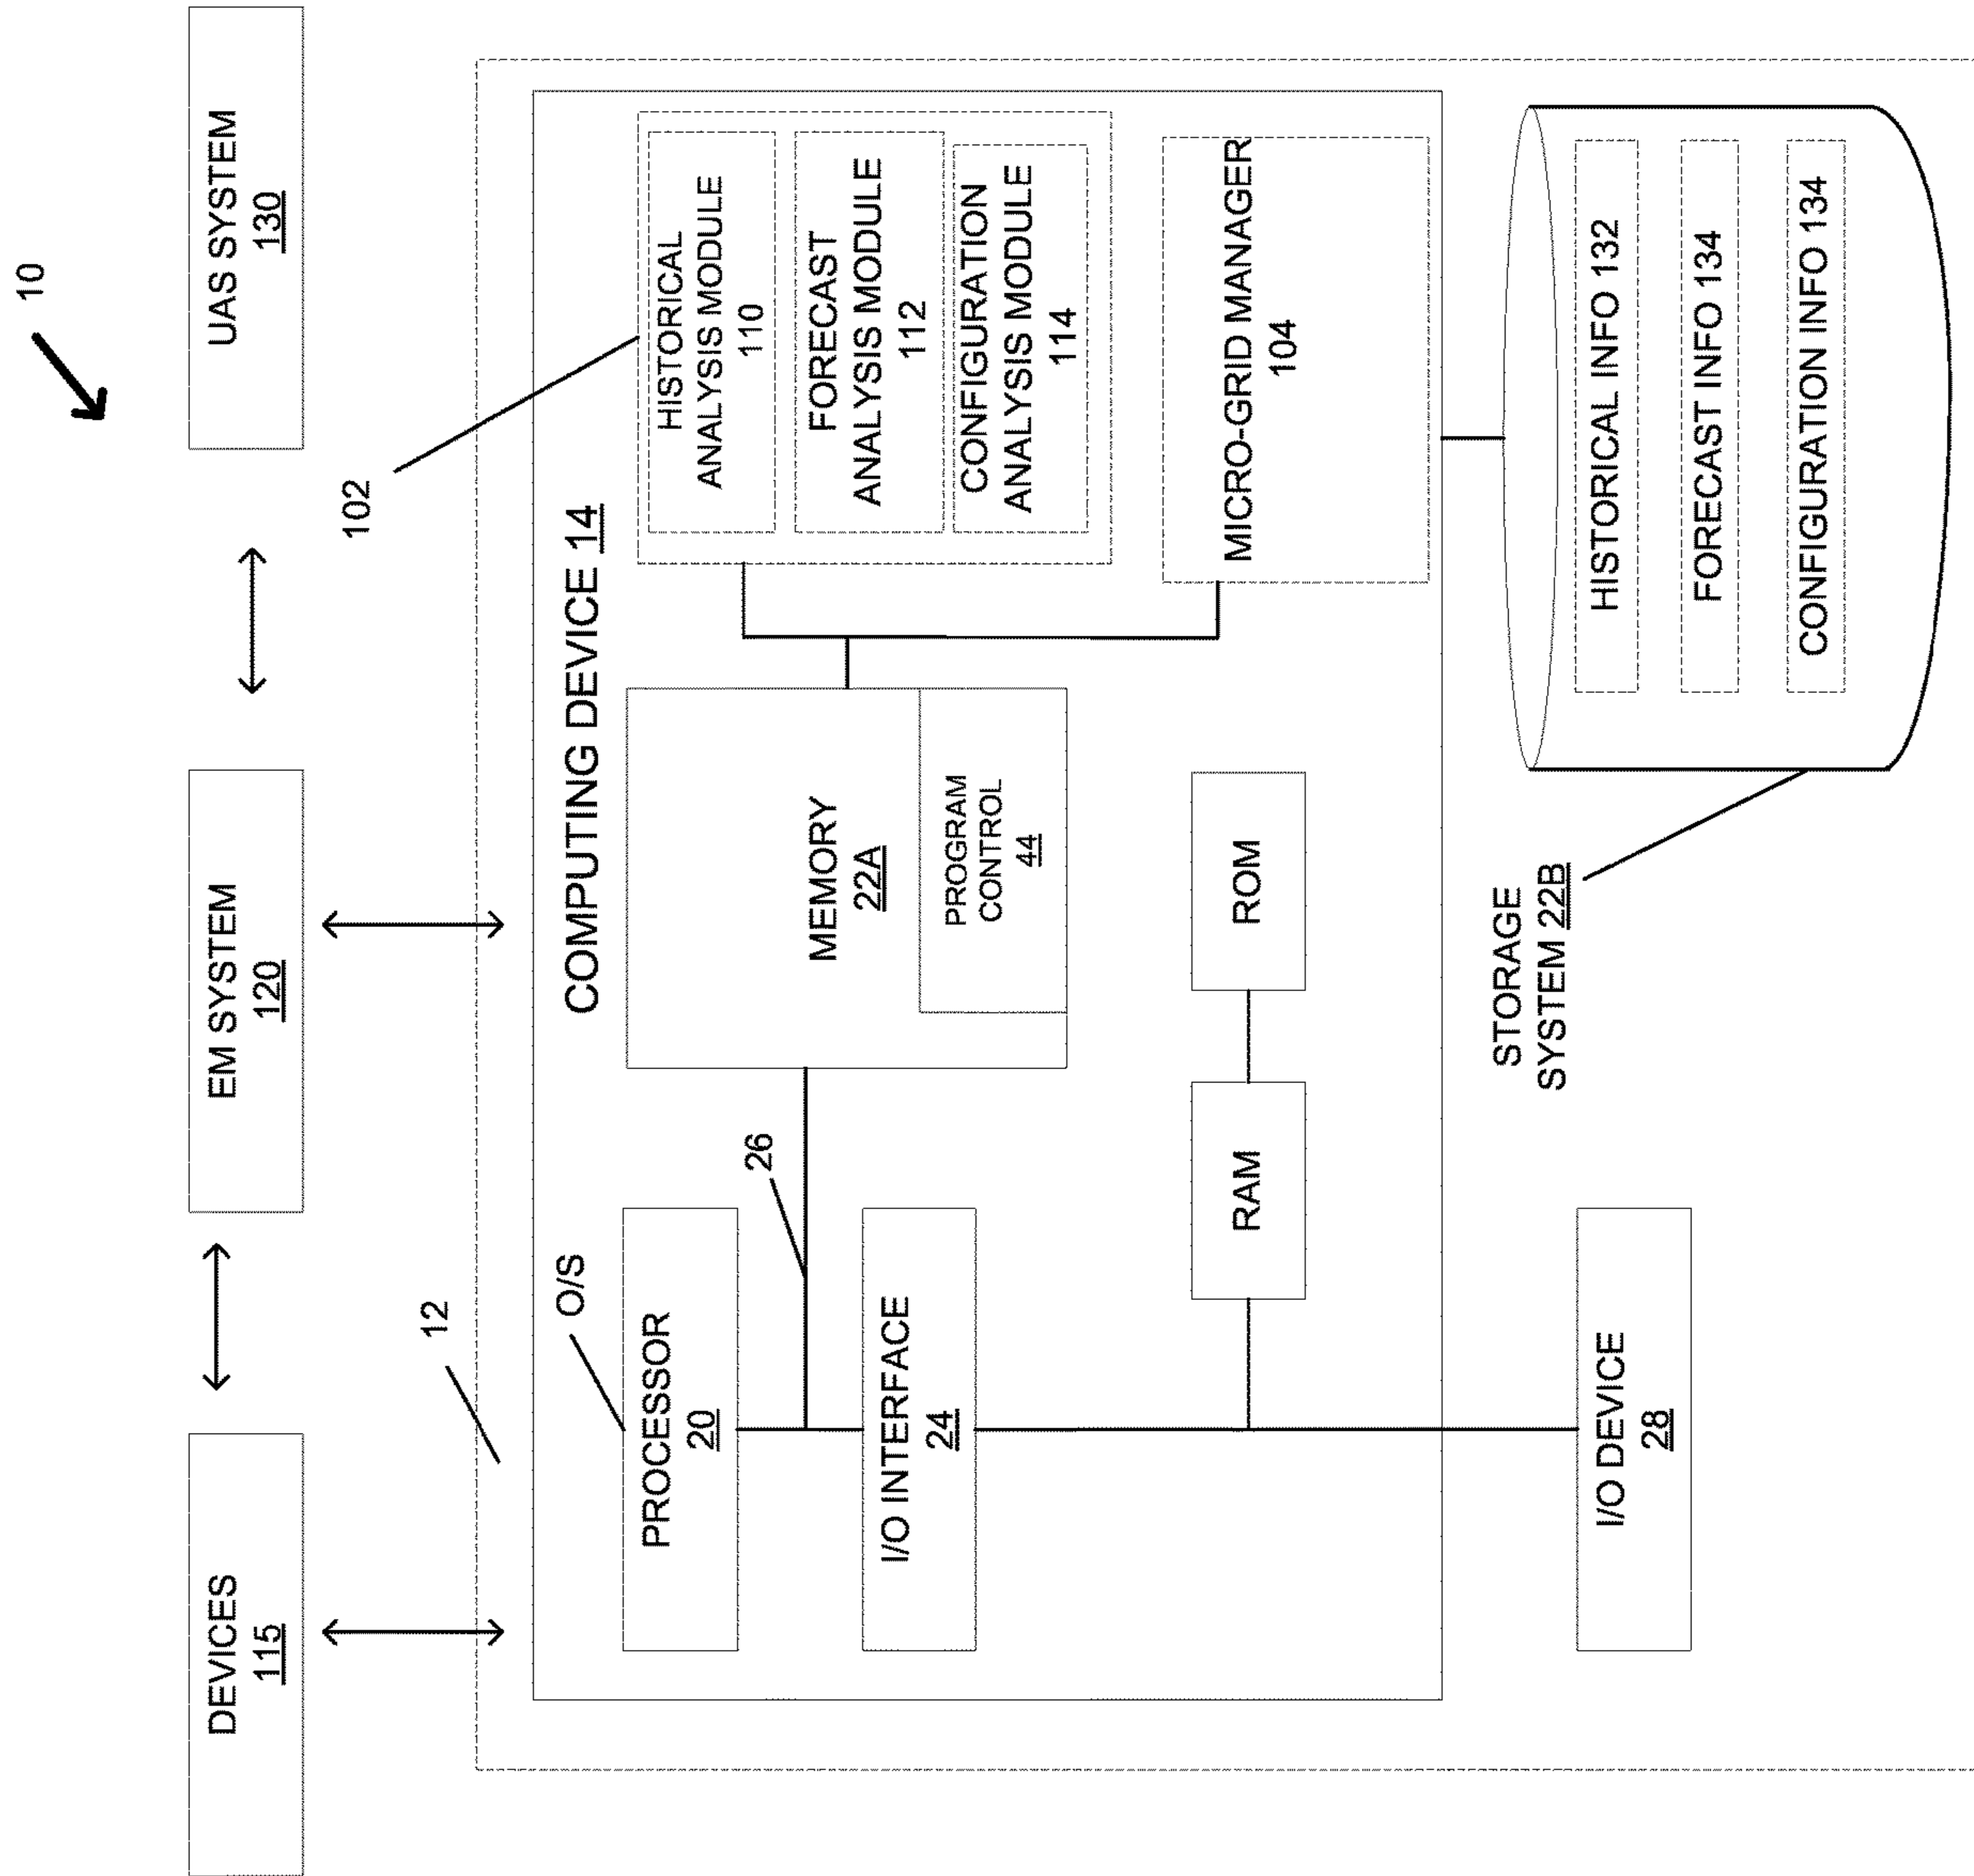 10
DEVICES
115
EM SYSTEM
120
UAS SYSTEM
130
12
102
COMPUTING DEVICE 14
O/S
PROCESSOR
20
26
I/O INTERFACE
24
MEMORY
22A
PROGRAM
CONTROL
44
HISTORICAL
ANALYSIS MODULE
110
FORECAST
ANALYSIS MODULE
112
CONFIGURATION
ANALYSIS MODULE
114
RAM
ROM
MICRO-GRID MANAGER
104
I/O DEVICE
28
STORAGE
SYSTEM 22B
HISTORICAL INFO 132
FORECAST INFO 134
CONFIGURATION INFO 134